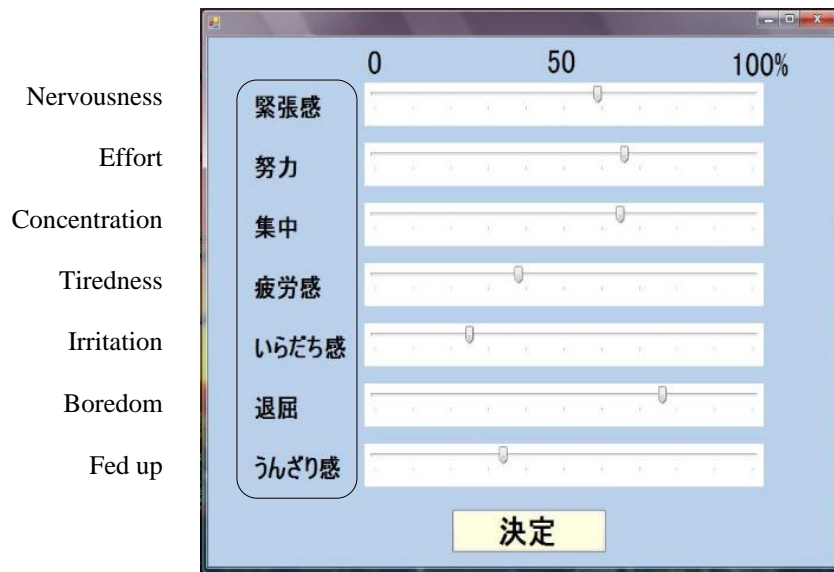 0 50 100%
Nervousness 緊張感
Effort 努力
Concentration 集中
Tiredness 疲労感
Irritation いらだち感
Boredom 退屈
Fed up うんざり感
決定